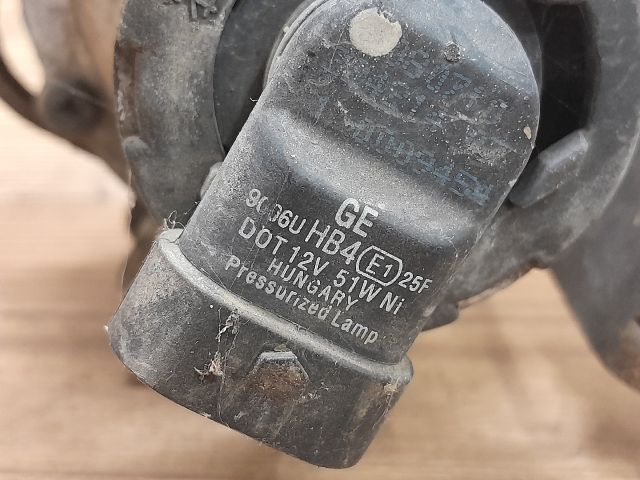 GE
9006U HB4 E1 25F
DOT 12V 51W Ni
HUNGARY
Pressurized Lamp